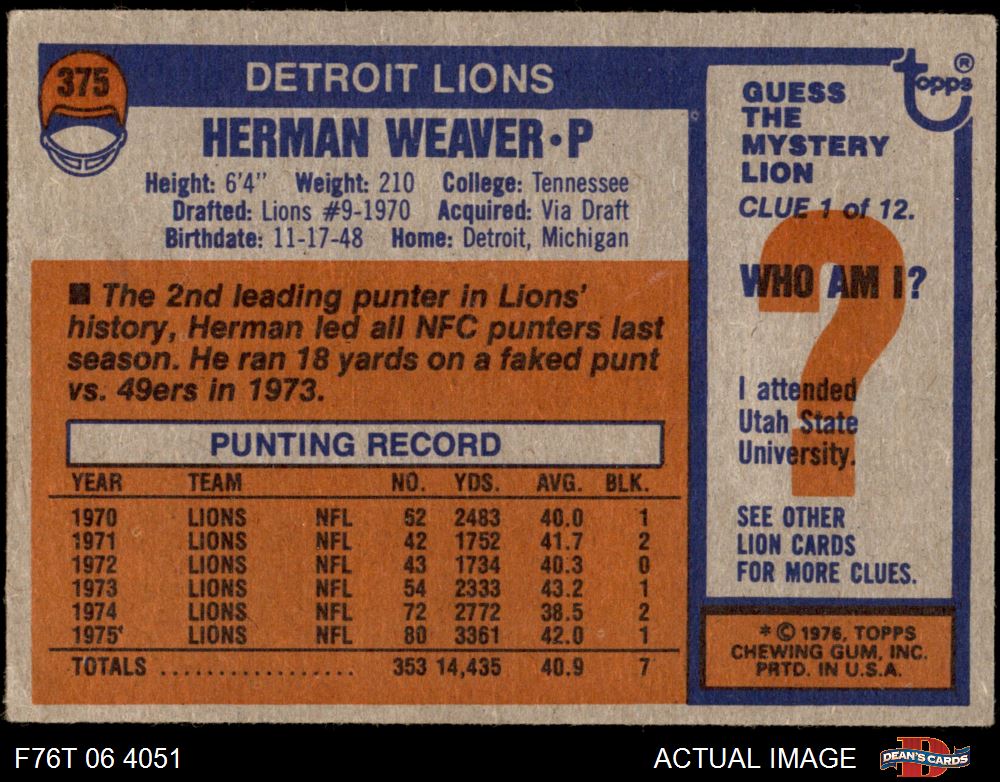 375
DETROIT LIONS
HERMAN WEAVER•P
Height: 6'4" Weight: 210 College: Tennessee
Drafted: Lions #9-1970 Acquired: Via Draft
Birthdate: 11-17-48 Home: Detroit, Michigan
■ The 2nd leading punter in Lions'
history, Herman led all NFC punters last
season. He ran 18 yards on a faked punt
vs. 49ers in 1973.
PUNTING RECORD
YEAR TEAM NO. YDS. AVG. BLK.
1970 LIONS NFL 52 2483 40.0 1
1971 LIONS NFL 42 1752 41.7 2
1972 LIONS NFL 43 1734 40.3 0
1973 LIONS NFL 54 2333 43.2 1
1974 LIONS NFL 72 2772 38.5 2
1975 LIONS NFL 80 3361 42.0 1
TOTALS ................. 353 14,435 40.9 7
topps®
GUESS
THE
MYSTERY
LION
CLUE 1 of 12.
?
WHO AM I?
I attended
Utah State
University.
SEE OTHER
LION CARDS
FOR MORE CLUES.
*© 1976, TOPPS
CHEWING GUM, INC.
PRTD. IN U.S.A.
F76T 06 4051
ACTUAL IMAGE
DEAN'S CARDS